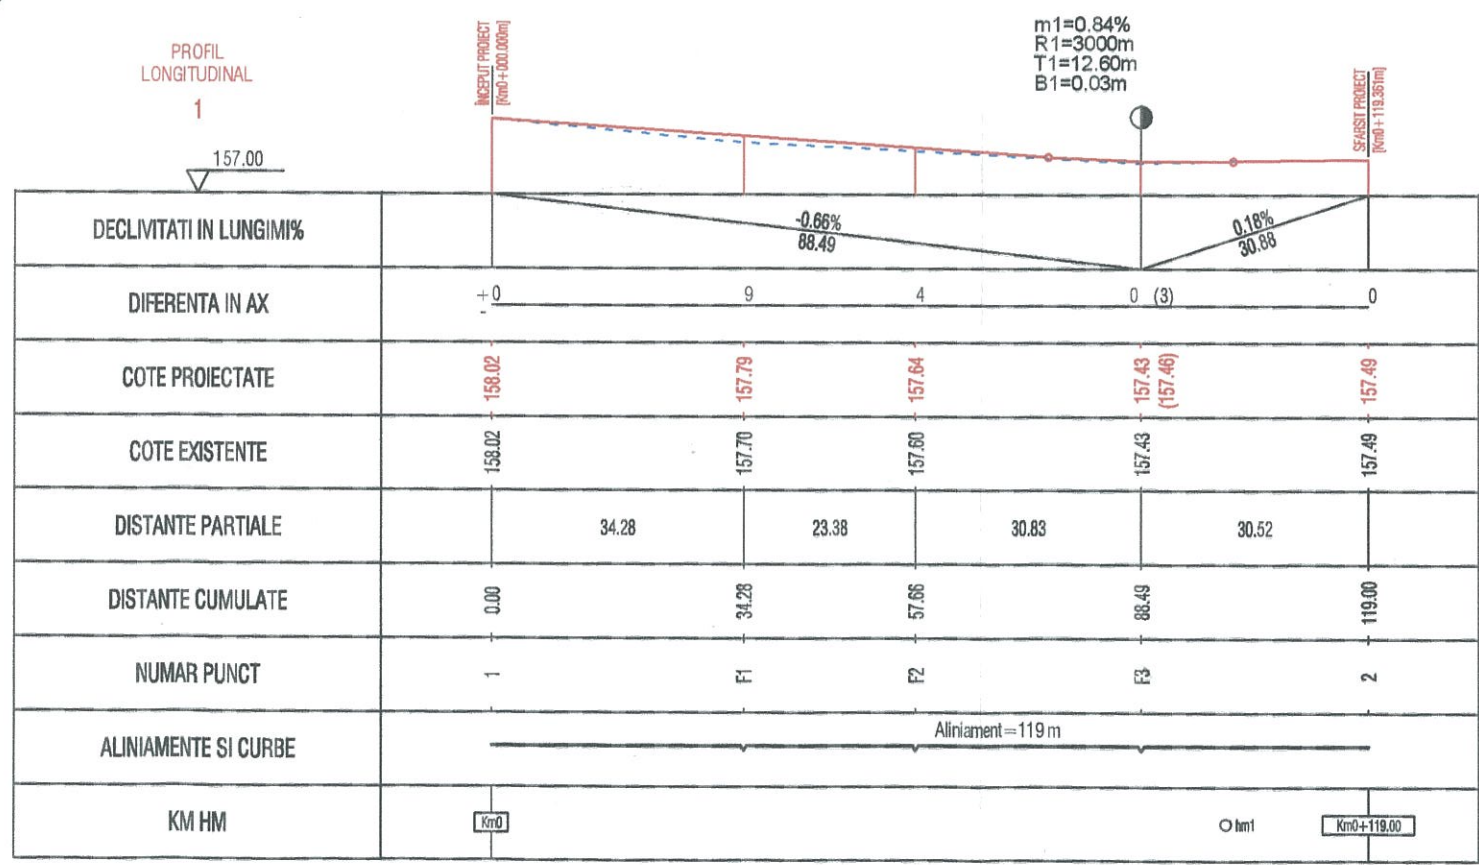 PROFIL
LONGITUDINAL
1
157.00
ÎNCEPUT PROIECT
[Km0+000.000m]
m1=0.84%
R1=3000m
T1=12.60m
B1=0.03m
SFARSIT PROIECT
[Km0+119.361m]
DECLIVITATI IN LUNGIMI%
-0.66%
88.49
0.18%
30.88
DIFERENTA IN AX
+0 9 4 0 (3) 0
-
COTE PROIECTATE
158.02 157.79 157.64 157.43 (157.46) 157.49
COTE EXISTENTE
158.02 157.70 157.60 157.43 157.49
DISTANTE PARTIALE
34.28 23.38 30.83 30.52
DISTANTE CUMULATE
0.00 34.28 57.66 88.49 119.00
NUMAR PUNCT
1 F1 F2 F3 2
ALINIAMENTE SI CURBE
Aliniament=119 m
KM HM
Km0 hm1 Km0+119.00